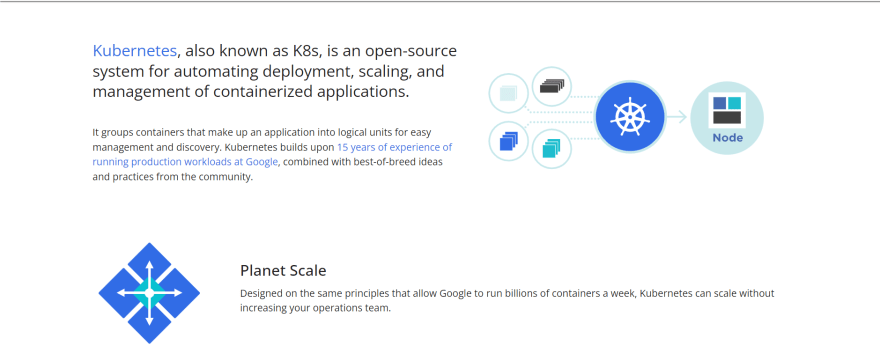 Kubernetes, also known as K8s, is an open-source
system for automating deployment, scaling, and
management of containerized applications.
It groups containers that make up an application into logical units for easy
management and discovery. Kubernetes builds upon 15 years of experience of
running production workloads at Google, combined with best-of-breed ideas
and practices from the community.
Node
Planet Scale
Designed on the same principles that allow Google to run billions of containers a week, Kubernetes can scale without
increasing your operations team.